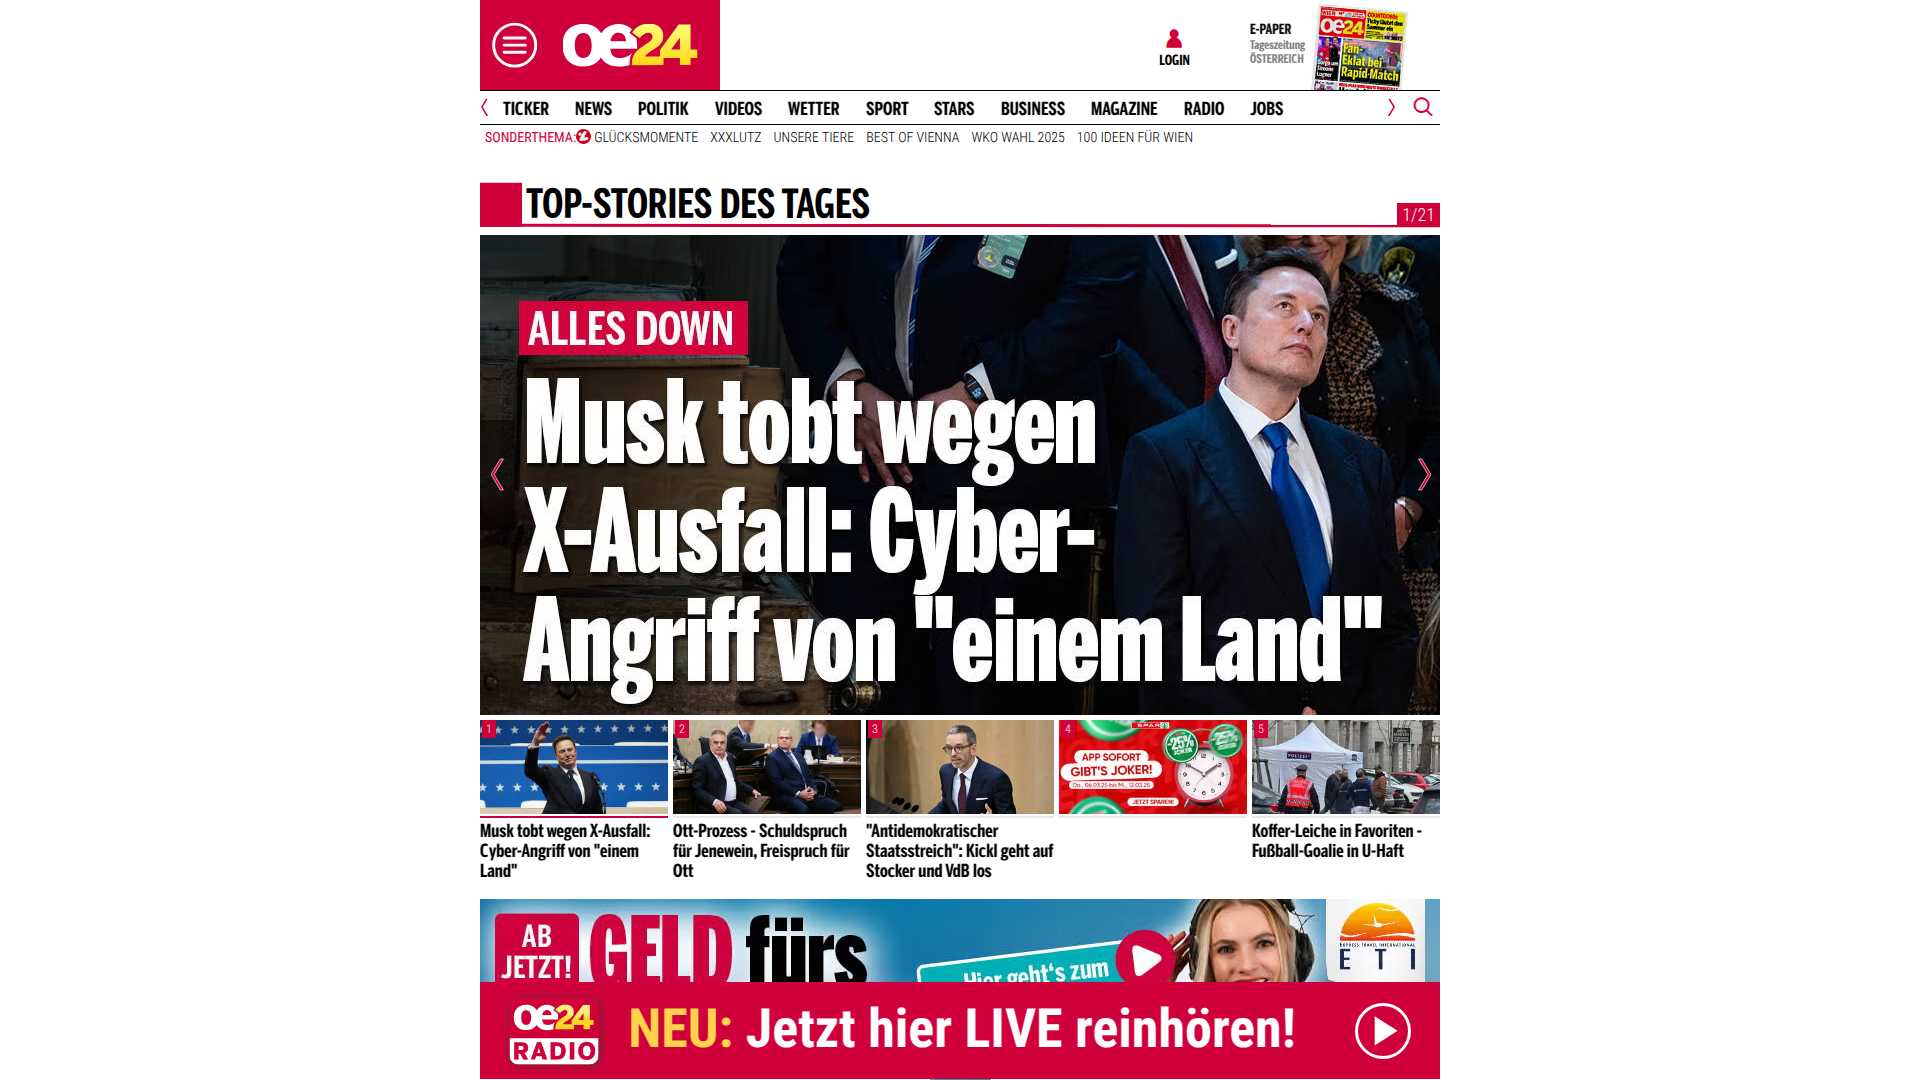 oe24
LOGIN
E-PAPER
Tageszeitung
ÖSTERREICH
oe24
Fan-
Eklat bei
Rapid-Match
TICKER NEWS POLITIK VIDEOS WETTER SPORT STARS BUSINESS MAGAZINE RADIO JOBS
SONDERTHEMA: GLÜCKSMOMENTE XXXLUTZ UNSERE TIERE BEST OF VIENNA WKO WAHL 2025 100 IDEEN FÜR WIEN
TOP-STORIES DES TAGES
1/21
ALLES DOWN
Musk tobt wegen
X-Ausfall: Cyber-
Angriff von "einem Land"
1
Musk tobt wegen X-Ausfall:
Cyber-Angriff von "einem
Land"
2
Ott-Prozess - Schuldspruch
für Jenewein, Freispruch für
Ott
3
"Antidemokratischer
Staatsstreich": Kickl geht auf
Stocker und VdB los
4
SPAR
-25%
APP SOFORT
GIBT'S JOKER!
JETZT SPAREN!
5
Koffer-Leiche in Favoriten -
Fußball-Goalie in U-Haft
AB
JETZT!
GELD fürs
Hier geht's zum
EXPRESS TRAVEL INTERNATIONAL
ETI
oe24
RADIO
NEU: Jetzt hier LIVE reinhören!